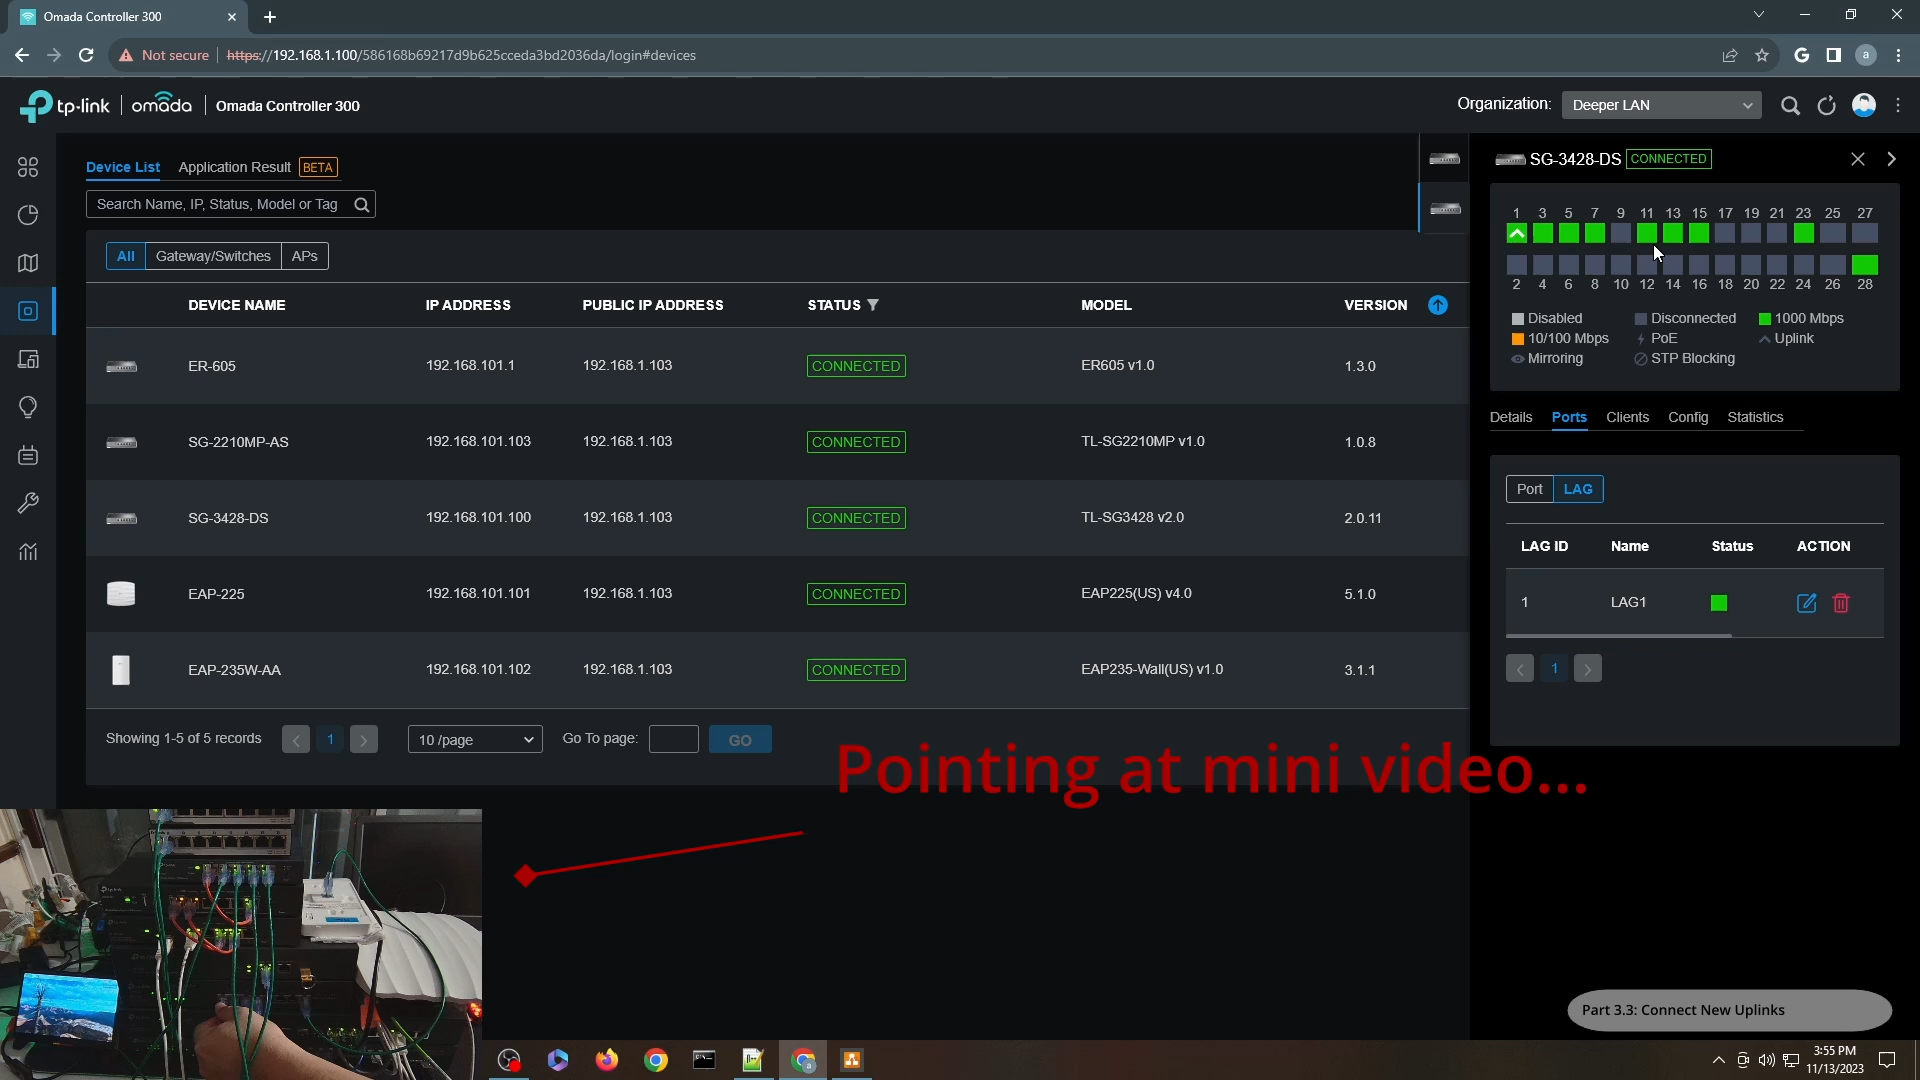 Omada Controller 300
Not secure
https://192.168.1.100/586168b69217d9b625cceda3bd2036da/login#devices
G
a
tp-link
omada
Omada Controller 300
Organization:
Deeper LAN
Device List
Application Result
BETA
Search Name, IP, Status, Model or Tag
All
Gateway/Switches
APs
DEVICE NAME IP ADDRESS PUBLIC IP ADDRESS STATUS MODEL VERSION
ER-605 192.168.101.1 192.168.1.103 CONNECTED ER605 v1.0 1.3.0
SG-2210MP-AS 192.168.101.103 192.168.1.103 CONNECTED TL-SG2210MP v1.0 1.0.8
SG-3428-DS 192.168.101.100 192.168.1.103 CONNECTED TL-SG3428 v2.0 2.0.11
EAP-225 192.168.101.101 192.168.1.103 CONNECTED EAP225(US) v4.0 5.1.0
EAP-235W-AA 192.168.101.102 192.168.1.103 CONNECTED EAP235-Wall(US) v1.0 3.1.1
Showing 1-5 of 5 records
1
10 /page
Go To page:
GO
SG-3428-DS CONNECTED
1 3 5 7 9 11 13 15 17 19 21 23 25 27
2 4 6 8 10 12 14 16 18 20 22 24 26 28
Disabled Disconnected 1000 Mbps
10/100 Mbps PoE Uplink
Mirroring STP Blocking
Details Ports Clients Config Statistics
Port LAG
LAG ID Name Status ACTION
1 LAG1
1
Pointing at mini video...
Part 3.3: Connect New Uplinks
3:55 PM
11/13/2023